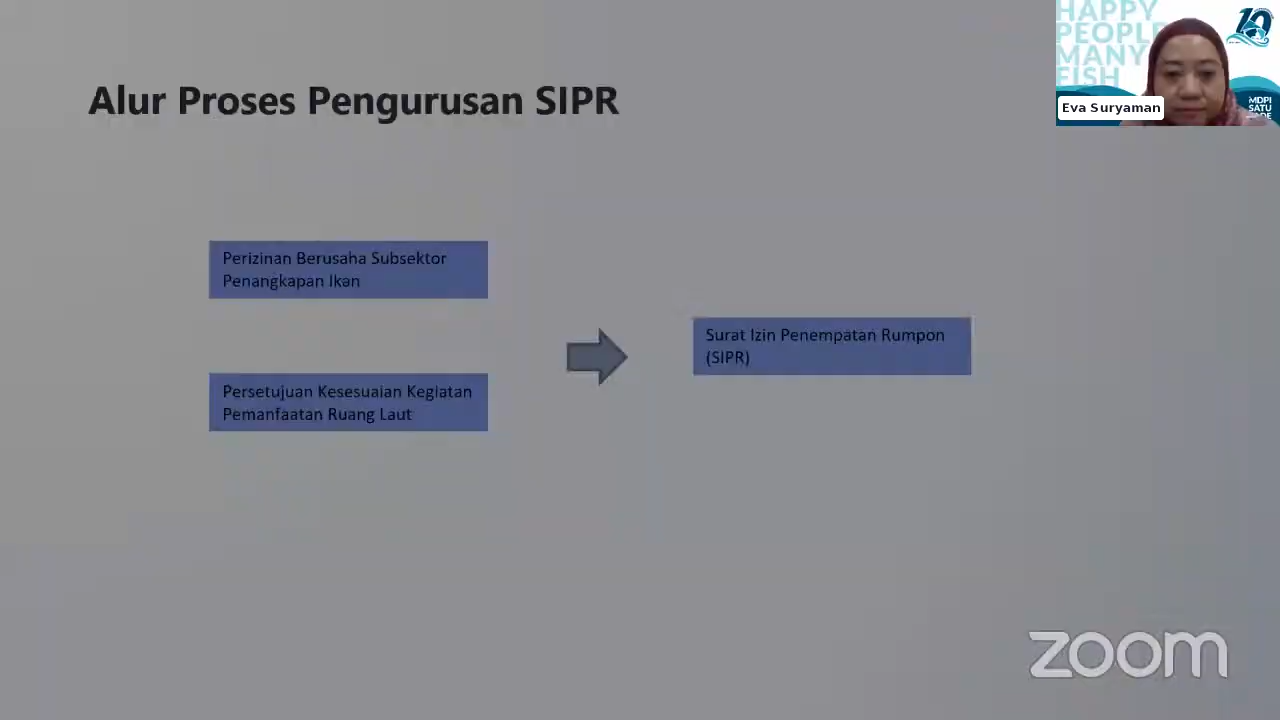 Alur Proses Pengurusan SIPR
HAPPY
PEOPLE
MANY
FISH
10
Eva Suryaman
MDPI
SATU
Perizinan Berusaha Subsektor
Penangkapan Ikan
Persetujuan Kesesuaian Kegiatan
Pemanfaatan Ruang Laut
Surat Izin Penempatan Rumpon
(SIPR)
zoom